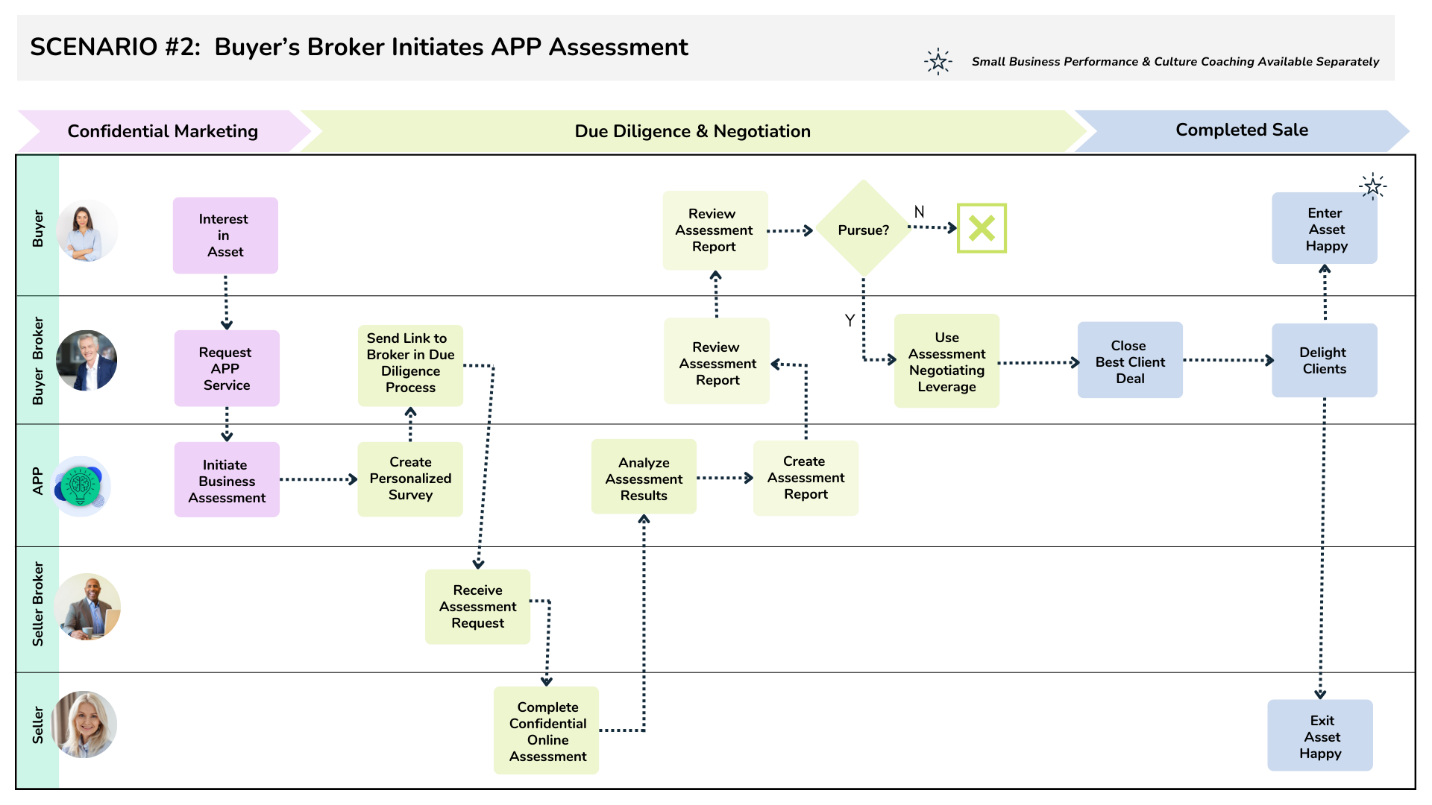 SCENARIO #2:  Buyer's Broker Initiates APP Assessment
Small Business Performance & Culture Coaching Available Separately
Confidential Marketing
Due Diligence & Negotiation
Completed Sale
Buyer
Interest
in
Asset
Review
Assessment
Report
Pursue?
N
Y
Enter
Asset
Happy
Buyer Broker
Request
APP
Service
Send Link to
Broker in Due
Diligence
Process
Review
Assessment
Report
Use
Assessment
Negotiating
Leverage
Close
Best Client
Deal
Delight
Clients
APP
Initiate
Business
Assessment
Create
Personalized
Survey
Analyze
Assessment
Results
Create
Assessment
Report
Seller Broker
Receive
Assessment
Request
Seller
Complete
Confidential
Online
Assessment
Exit
Asset
Happy